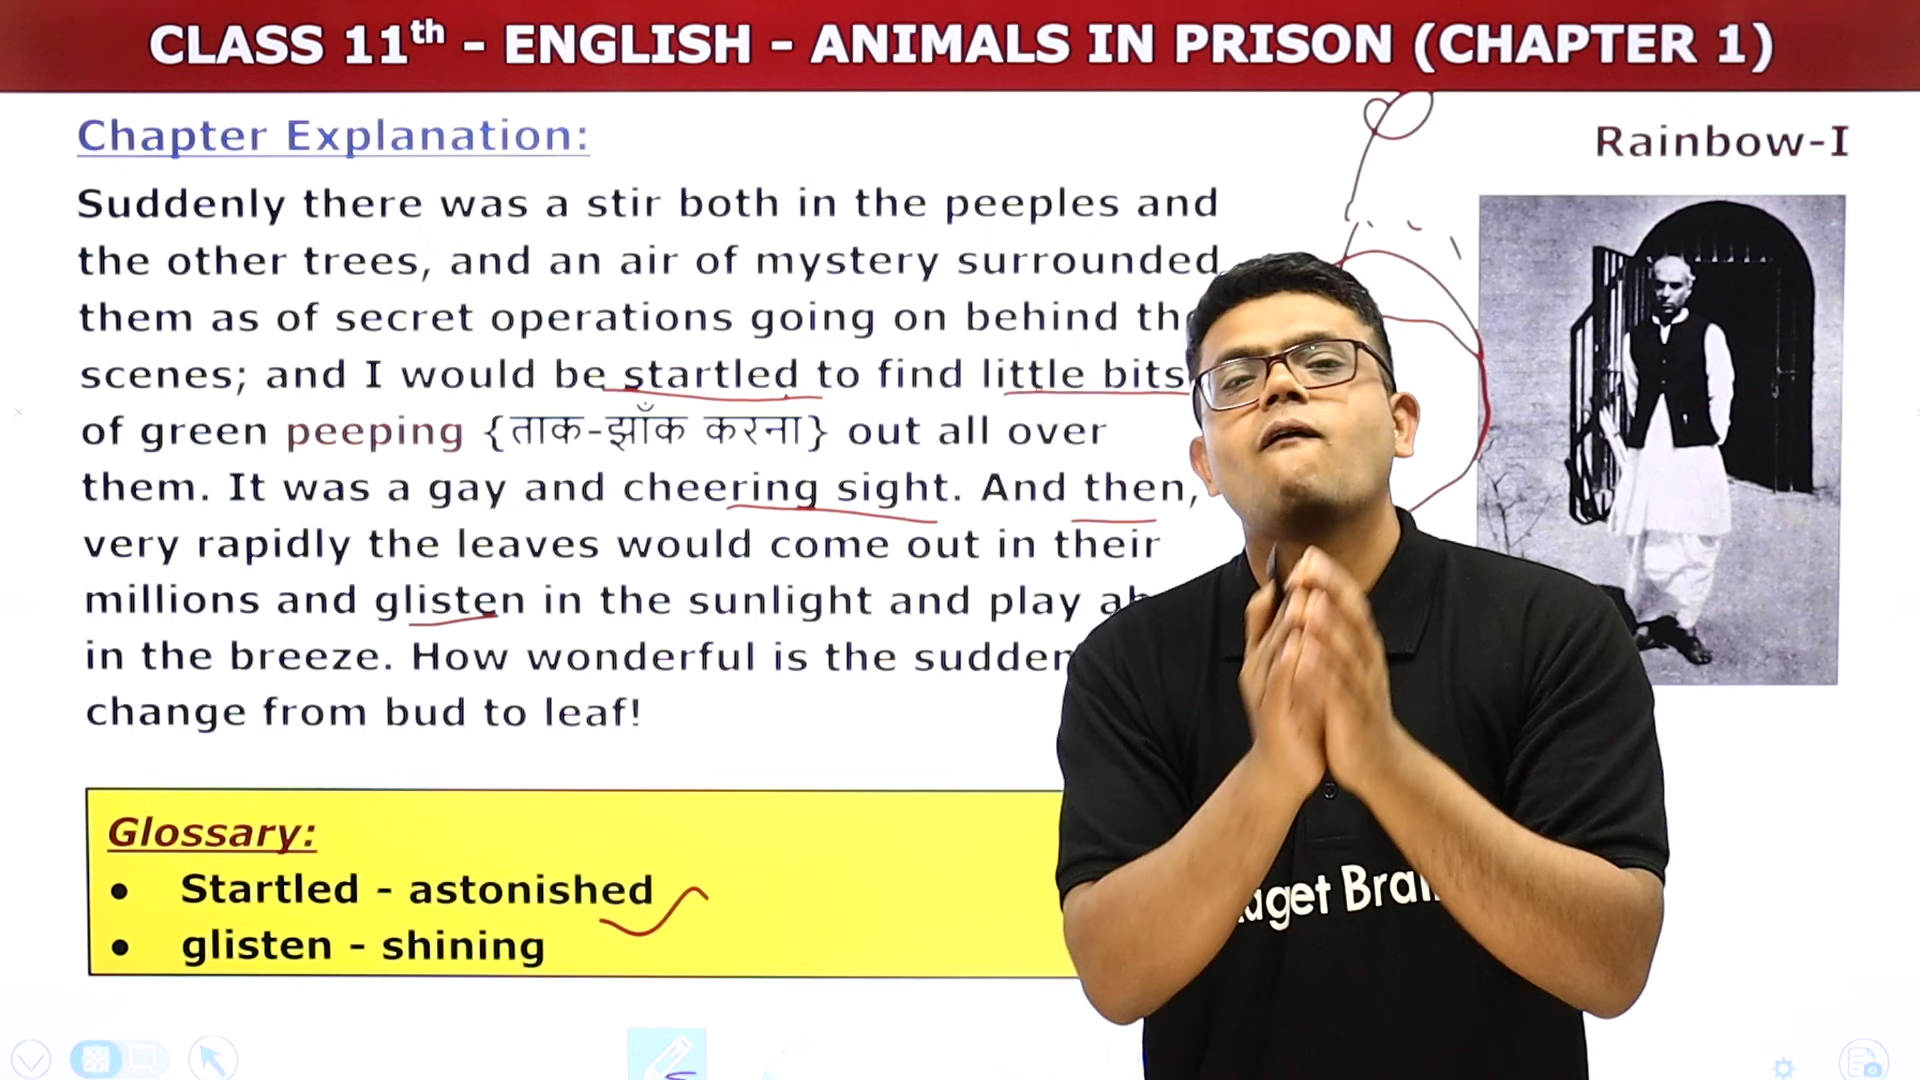 CLASS 11th - ENGLISH - ANIMALS IN PRISON (CHAPTER 1)
Chapter Explanation:
Rainbow-I
Suddenly there was a stir both in the peeples and
the other trees, and an air of mystery surrounded
them as of secret operations going on behind the
scenes; and I would be startled to find little bits
of green peeping {ताक-झाँक करना} out all over
them. It was a gay and cheering sight. And then,
very rapidly the leaves would come out in their
millions and glisten in the sunlight and play
in the breeze. How wonderful is the sudden
change from bud to leaf!
Glossary:
● Startled - astonished
● glisten - shining